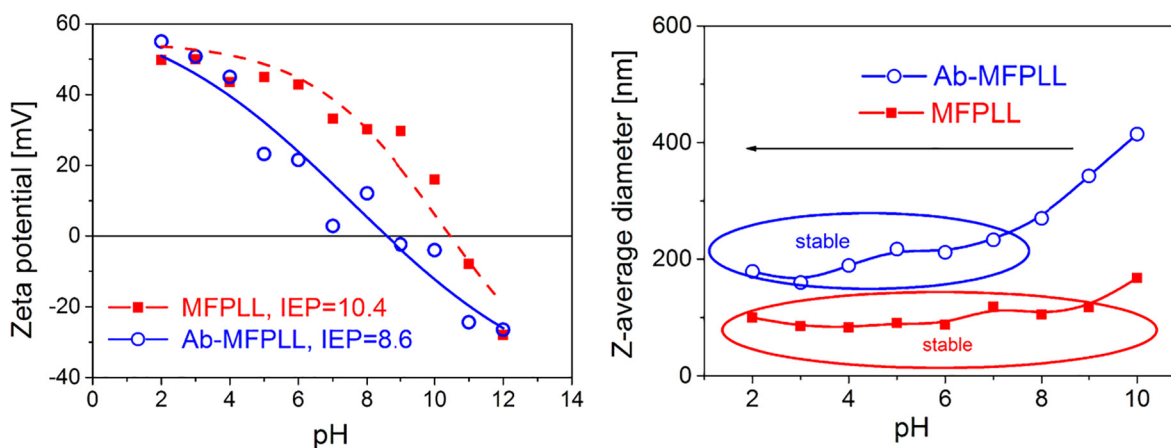 Zeta potential [mV]
60
40
20
0
-20
-40
MFPLL, IEP=10.4
Ab-MFPLL, IEP=8.6
0 2 4 6 8 10 12 14
pH
Z-average diameter [nm]
600
400
200
0
Ab-MFPLL
MFPLL
stable
stable
2 4 6 8 10
pH